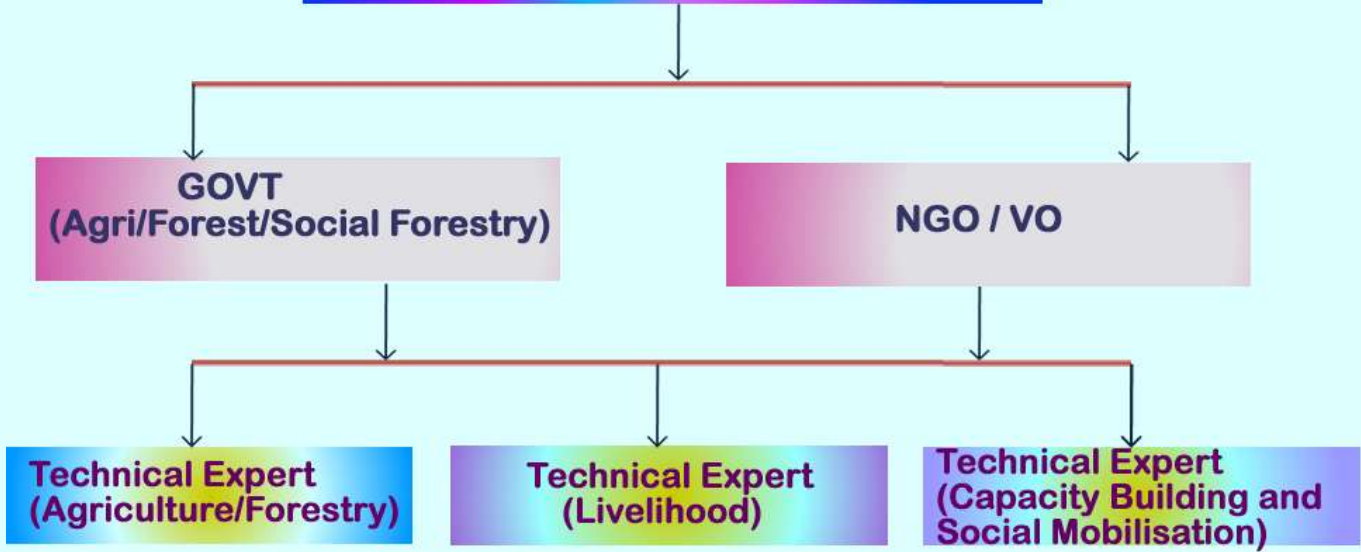 GOVT
(Agri/Forest/Social Forestry)
NGO / VO
Technical Expert
(Agriculture/Forestry)
Technical Expert
(Livelihood)
Technical Expert
(Capacity Building and
Social Mobilisation)